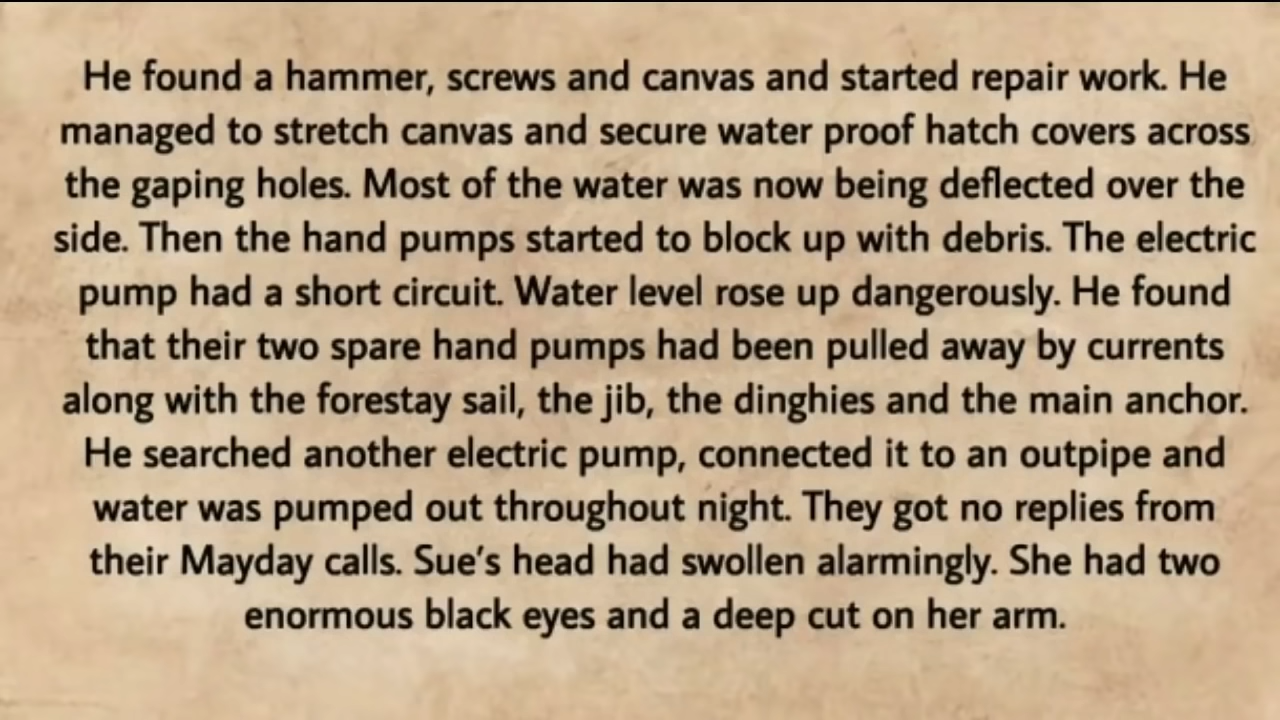 He found a hammer, screws and canvas and started repair work. He
managed to stretch canvas and secure water proof hatch covers across
the gaping holes. Most of the water was now being deflected over the
side. Then the hand pumps started to block up with debris. The electric
pump had a short circuit. Water level rose up dangerously. He found
that their two spare hand pumps had been pulled away by currents
along with the forestay sail, the jib, the dinghies and the main anchor.
He searched another electric pump, connected it to an outpipe and
water was pumped out throughout night. They got no replies from
their Mayday calls. Sue's head had swollen alarmingly. She had two
enormous black eyes and a deep cut on her arm.